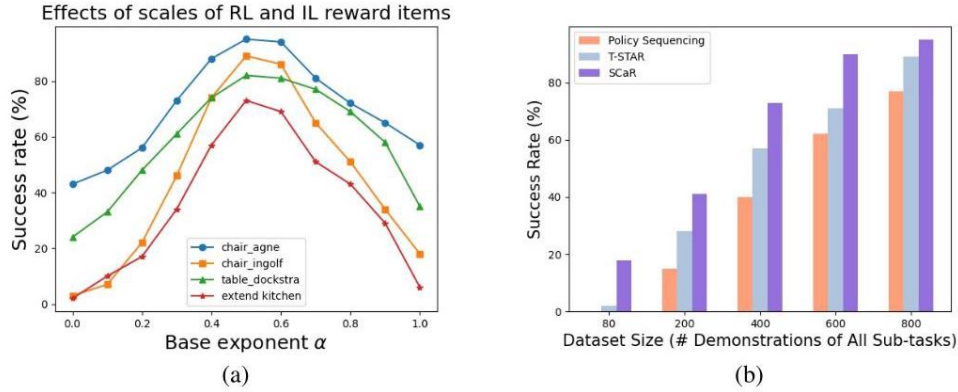 Effects of scales of RL and IL reward items
Success rate (%)
80
60
40
20
0
chair_agne
chair_ingolf
table_dockstra
extend kitchen
0.0 0.2 0.4 0.6 0.8 1.0
Base exponent α
(a)
Success Rate (%)
80
60
40
20
0
Policy Sequencing
T-STAR
SCaR
80 200 400 600 800
Dataset Size (# Demonstrations of All Sub-tasks)
(b)